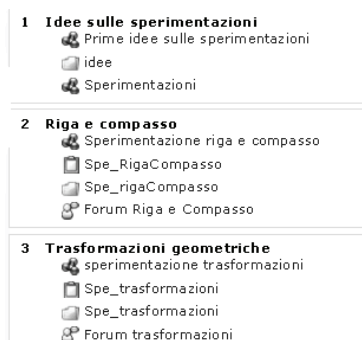 1 Idee sulle sperimentazioni
Prime idee sulle sperimentazioni
idee
Sperimentazioni
2 Riga e compasso
Sperimentazione riga e compasso
Spe_RigaCompasso
Spe_rigaCompasso
Forum Riga e Compasso
3 Trasformazioni geometriche
sperimentazione trasformazioni
Spe_trasformazioni
Spe_trasformazioni
Forum trasformazioni